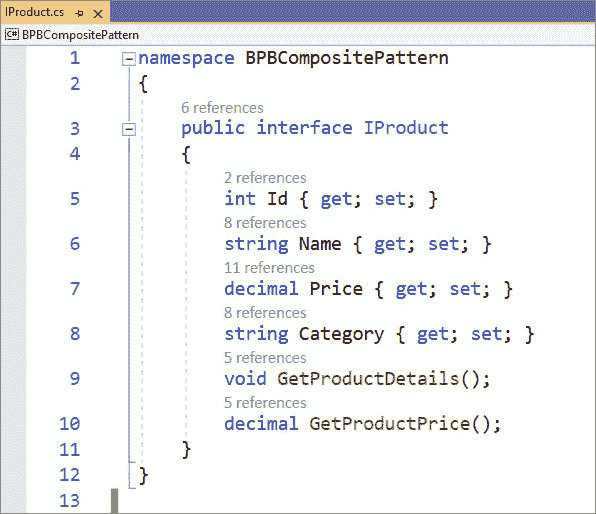 IProduct.cs
C# BPBCompositePattern
1 namespace BPBCompositePattern
2 {
6 references
3 public interface IProduct
4 {
2 references
5 int Id { get; set; }
8 references
6 string Name { get; set; }
11 references
7 decimal Price { get; set; }
8 references
8 string Category { get; set; }
5 references
9 void GetProductDetails();
5 references
10 decimal GetProductPrice();
11 }
12 }
13